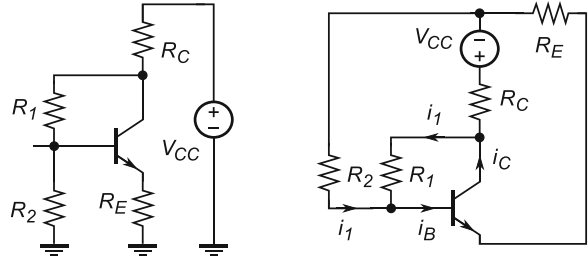 R_C
R_1
+
−
V_CC
R_2
R_E
−
V_CC
+
R_E
R_C
i_1
i_C
R_2
R_1
i_1
i_B